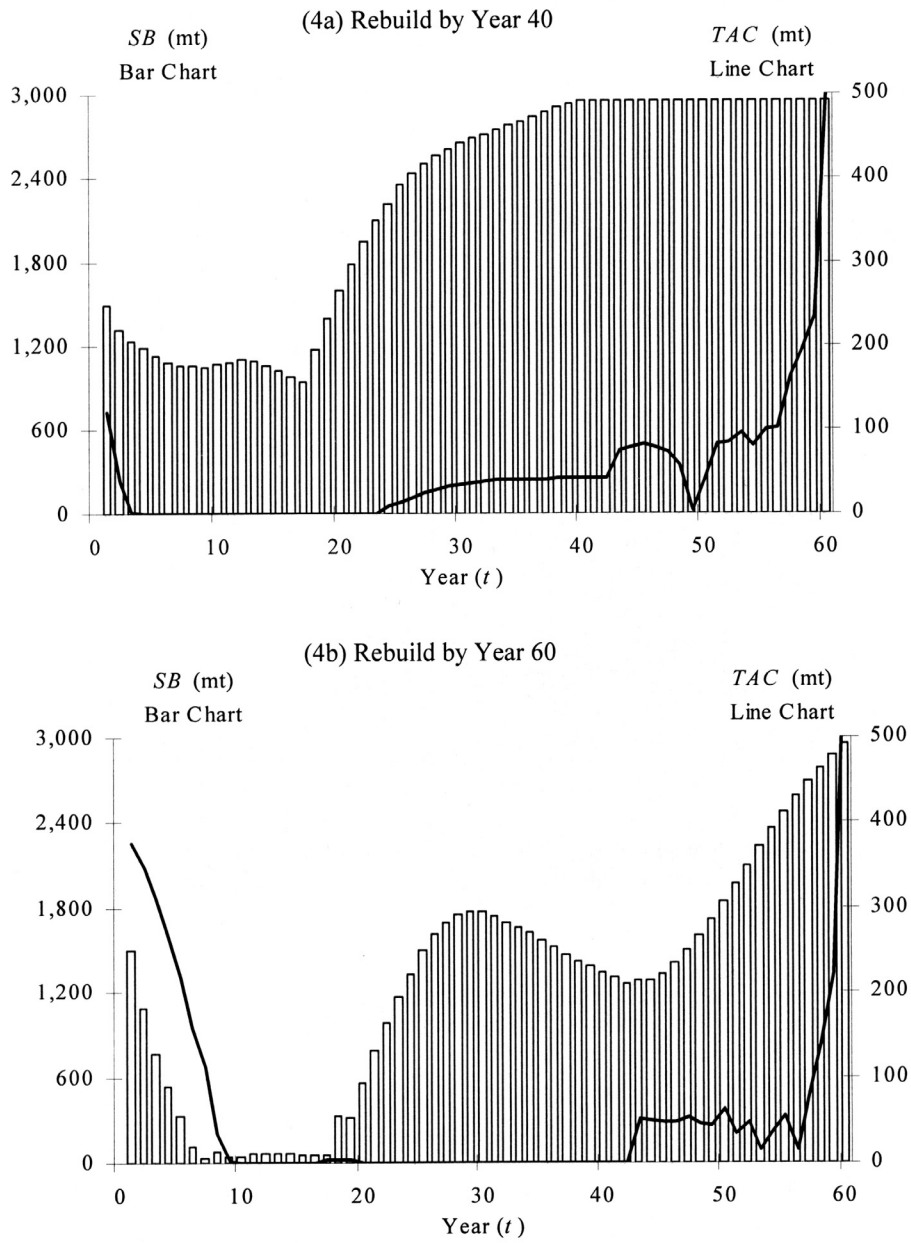 (4a) Rebuild by Year 40
SB (mt) TAC (mt)
Bar Chart Line Chart
3,000 500
2,400 400
1,800 300
1,200 200
600 100
0 0
0 10 20 30 40 50 60
Year (t)
(4b) Rebuild by Year 60
SB (mt) TAC (mt)
Bar Chart Line Chart
3,000 500
2,400 400
1,800 300
1,200 200
600 100
0 0
0 10 20 30 40 50 60
Year (t)